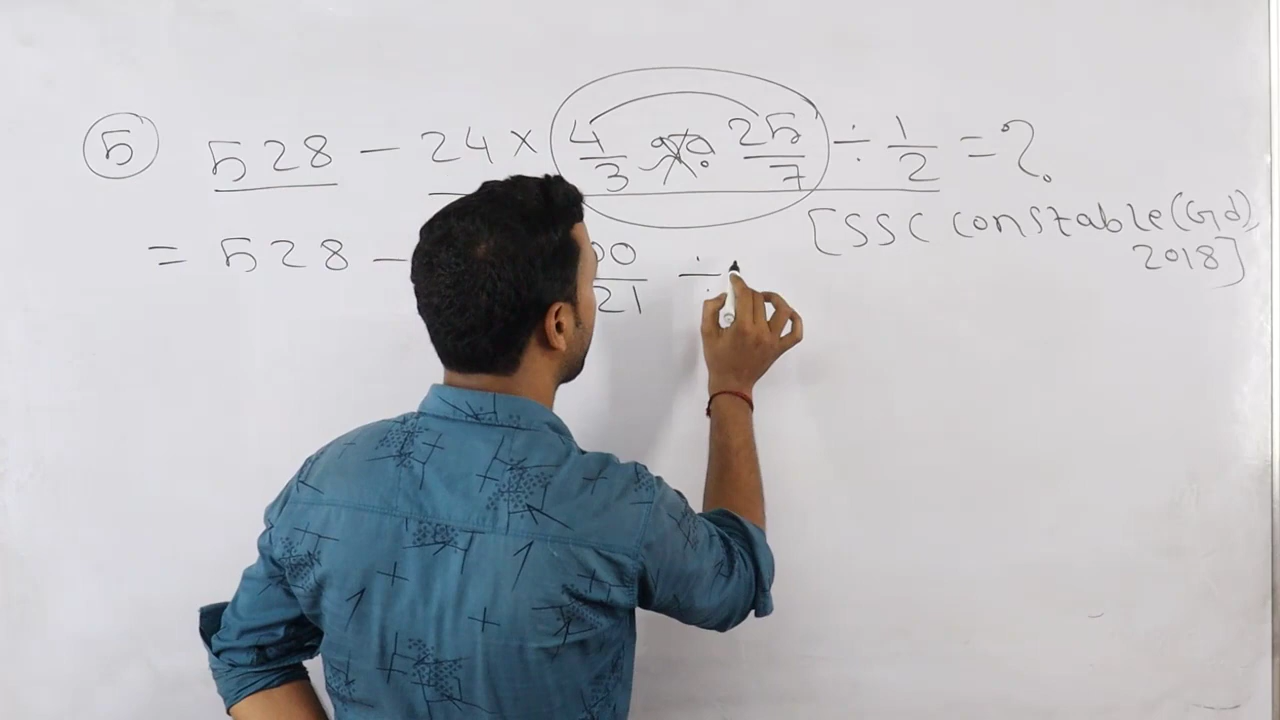 5 528 − 24 × 4/3 25/7 ÷ 1/2 = ?
[SSC Constable(Gd),
2018]
= 528 − 00/21 ÷